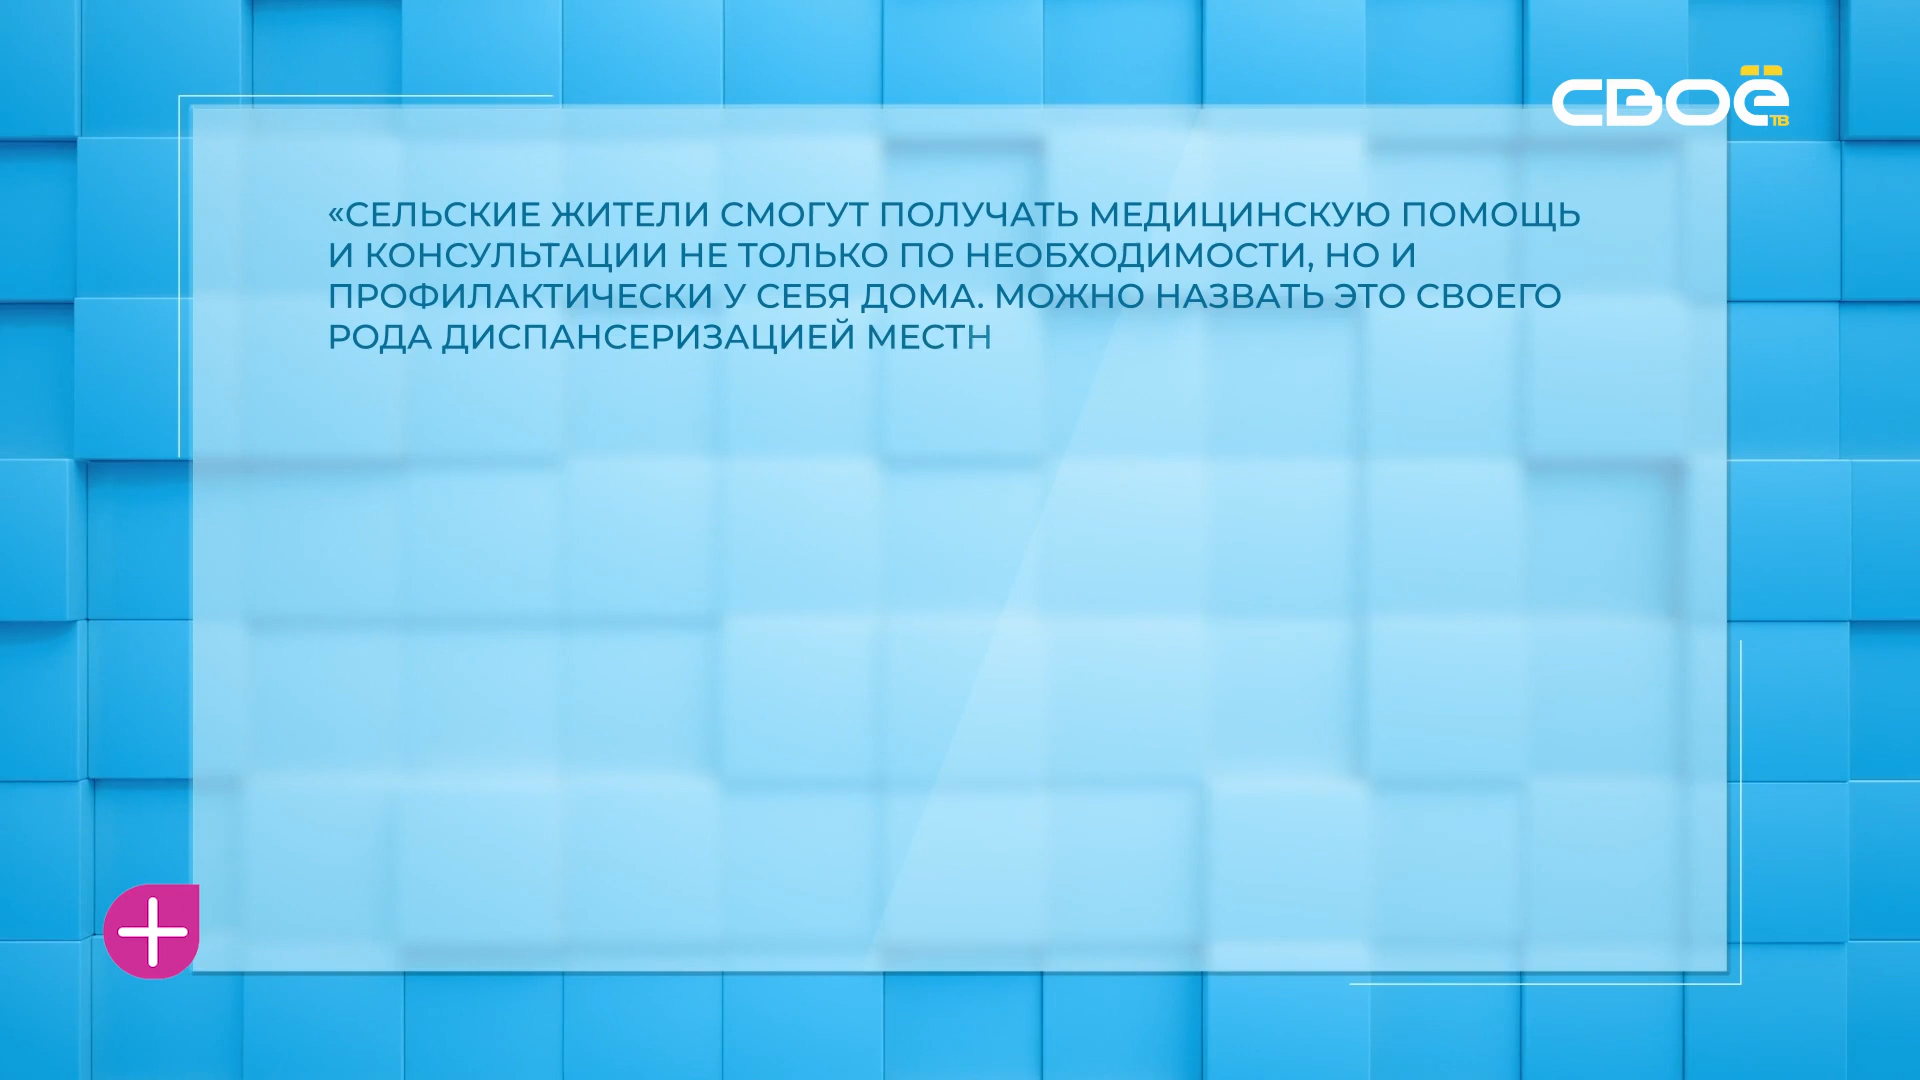 СВОЁ
ТВ
«СЕЛЬСКИЕ ЖИТЕЛИ СМОГУТ ПОЛУЧАТЬ МЕДИЦИНСКУЮ ПОМОЩЬ
И КОНСУЛЬТАЦИИ НЕ ТОЛЬКО ПО НЕОБХОДИМОСТИ, НО И
ПРОФИЛАКТИЧЕСКИ У СЕБЯ ДОМА. МОЖНО НАЗВАТЬ ЭТО СВОЕГО
РОДА ДИСПАНСЕРИЗАЦИЕЙ МЕСТН